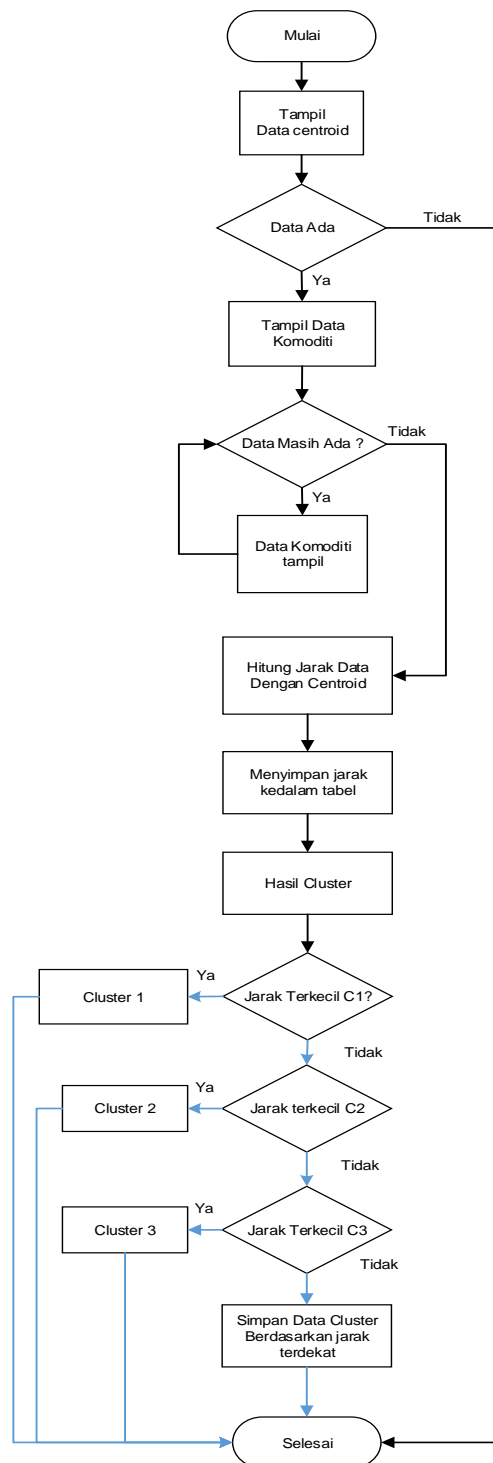 Mulai
Tampil
Data centroid
Data Ada
Tidak
Ya
Tampil Data
Komoditi
Data Masih Ada ?
Tidak
Ya
Data Komoditi
tampil
Hitung Jarak Data
Dengan Centroid
Menyimpan jarak
kedalam tabel
Hasil Cluster
Jarak Terkecil C1?
Ya
Cluster 1
Tidak
Jarak terkecil C2
Ya
Cluster 2
Tidak
Jarak Terkecil C3
Ya
Cluster 3
Tidak
Simpan Data Cluster
Berdasarkan jarak
terdekat
Selesai